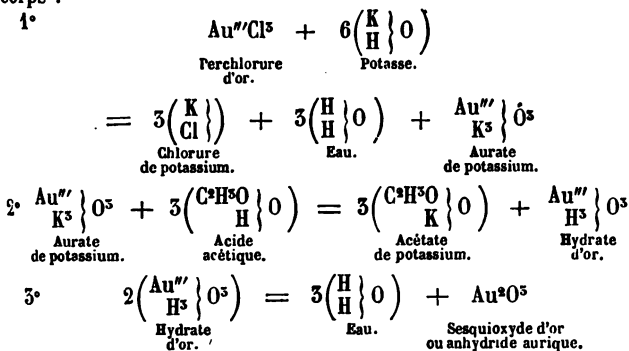 corps :
1°
Au‴Cl³ + 6(K H } O)
Perchlorure d'or. Potasse.
= 3(K Cl }) + 3(H H } O) + Au‴ K³ } O³
Chlorure de potassium. Eau. Aurate de potassium.
2° Au‴ K³ } O³ + 3(C²H³O H } O) = 3(C²H³O K } O) + Au‴ H³ } O³
Aurate de potassium. Acide acétique. Acétate de potassium. Hydrate d'or.
3° 2(Au‴ H³ } O³) = 3(H H } O) + Au²O³
Hydrate d'or. Eau. Sesquioxyde d'or ou anhydride aurique.